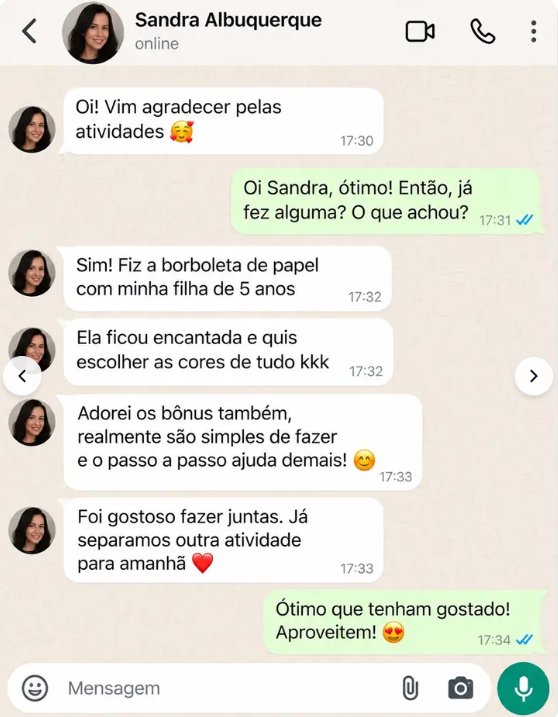 Sandra Albuquerque
online
Oi! Vim agradecer pelas
atividades 🥰
17:30
Oi Sandra, ótimo! Então, já
fez alguma? O que achou?
17:31
Sim! Fiz a borboleta de papel
com minha filha de 5 anos
17:32
Ela ficou encantada e quis
escolher as cores de tudo kkk
17:32
Adorei os bônus também,
realmente são simples de fazer
e o passo a passo ajuda demais! 😊
17:33
Foi gostoso fazer juntas. Já
separamos outra atividade
para amanhã ❤️
17:33
Ótimo que tenham gostado!
Aproveitem! 😍
17:34
Mensagem